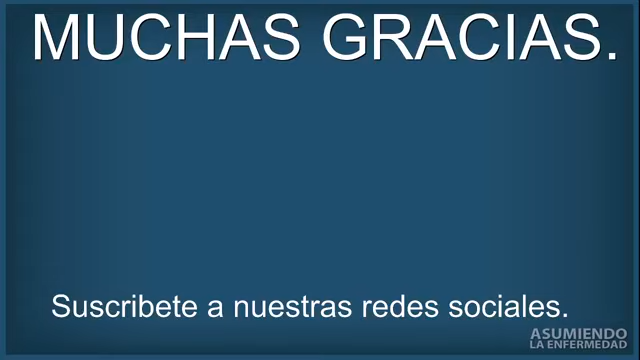 MUCHAS GRACIAS.
Suscribete a nuestras redes sociales.
ASUMIENDO
LA ENFERMEDAD